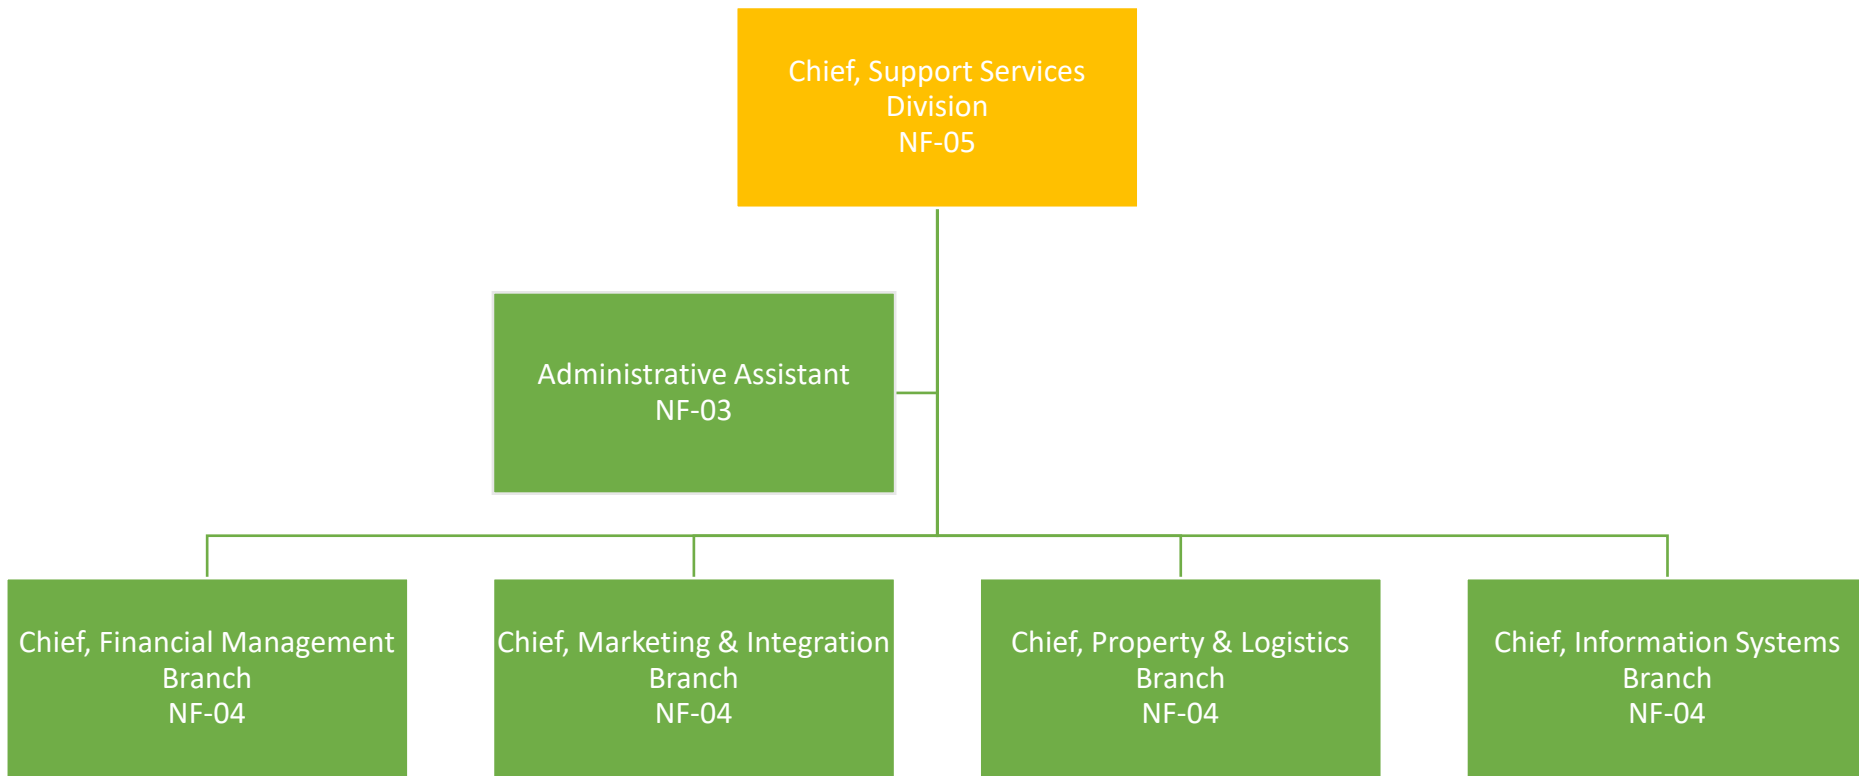 Chief, Support Services
Division
NF-05
Administrative Assistant
NF-03
Chief, Financial Management
Branch
NF-04
Chief, Marketing & Integration
Branch
NF-04
Chief, Property & Logistics
Branch
NF-04
Chief, Information Systems
Branch
NF-04